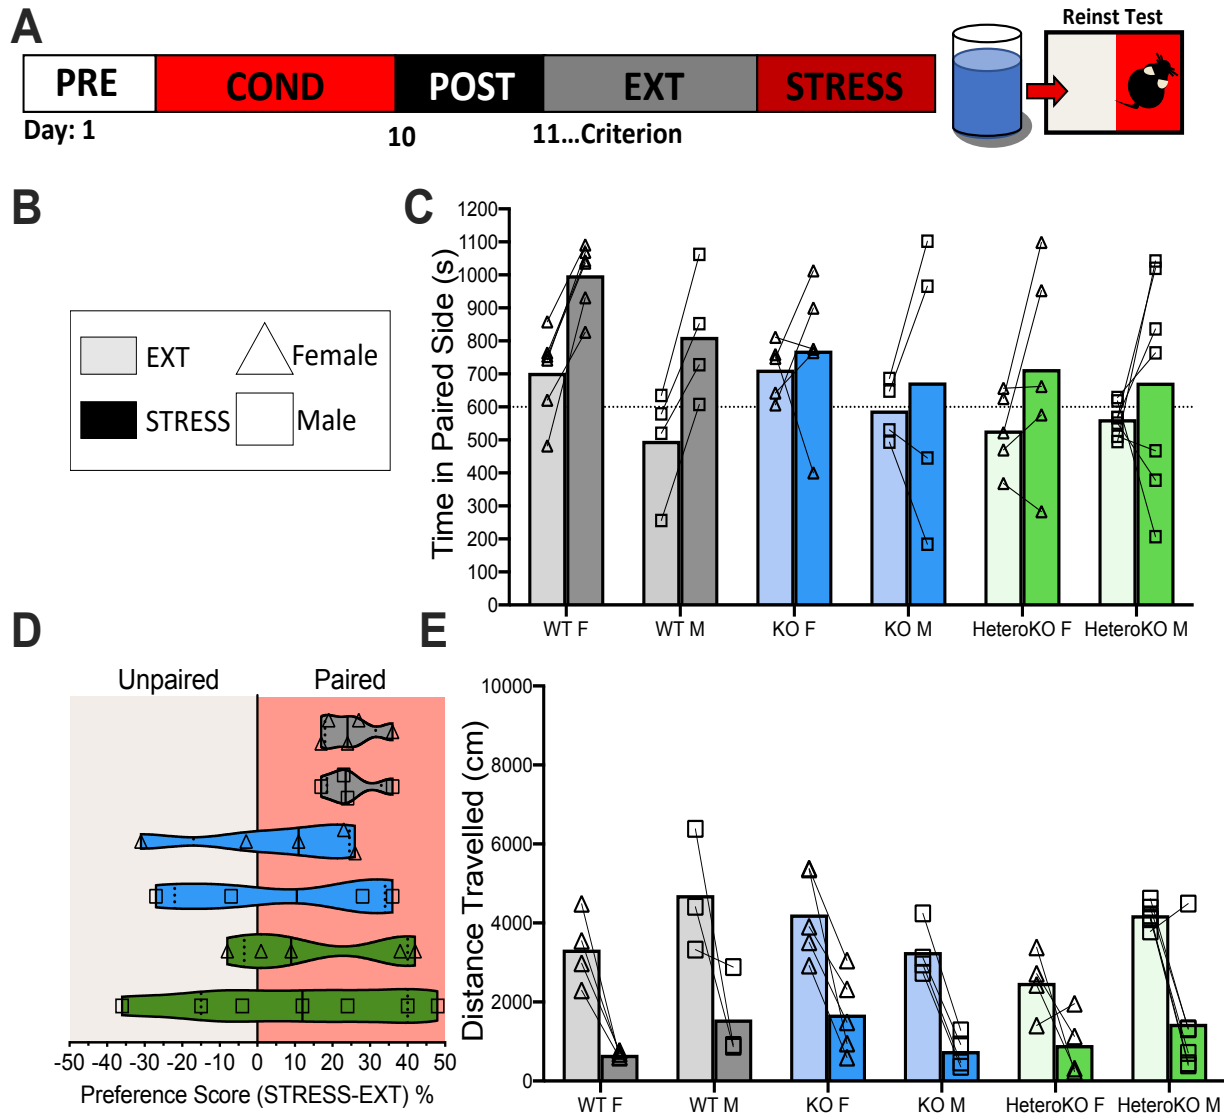 A
PRE
COND
POST
EXT
STRESS
Reinst Test
Day: 1
10
11...Criterion
B
EXT
Female
STRESS
Male
C
Time in Paired Side (s)
1200
1100
1000
900
800
700
600
500
400
300
200
100
0
WT F
WT M
KO F
KO M
HeteroKO F
HeteroKO M
D
Unpaired
Paired
-50 -40 -30 -20 -10 0 10 20 30 40 50
Preference Score (STRESS-EXT) %
E
Distance Travelled (cm)
10000
8000
6000
4000
2000
0
WT F
WT M
KO F
KO M
HeteroKO F
HeteroKO M